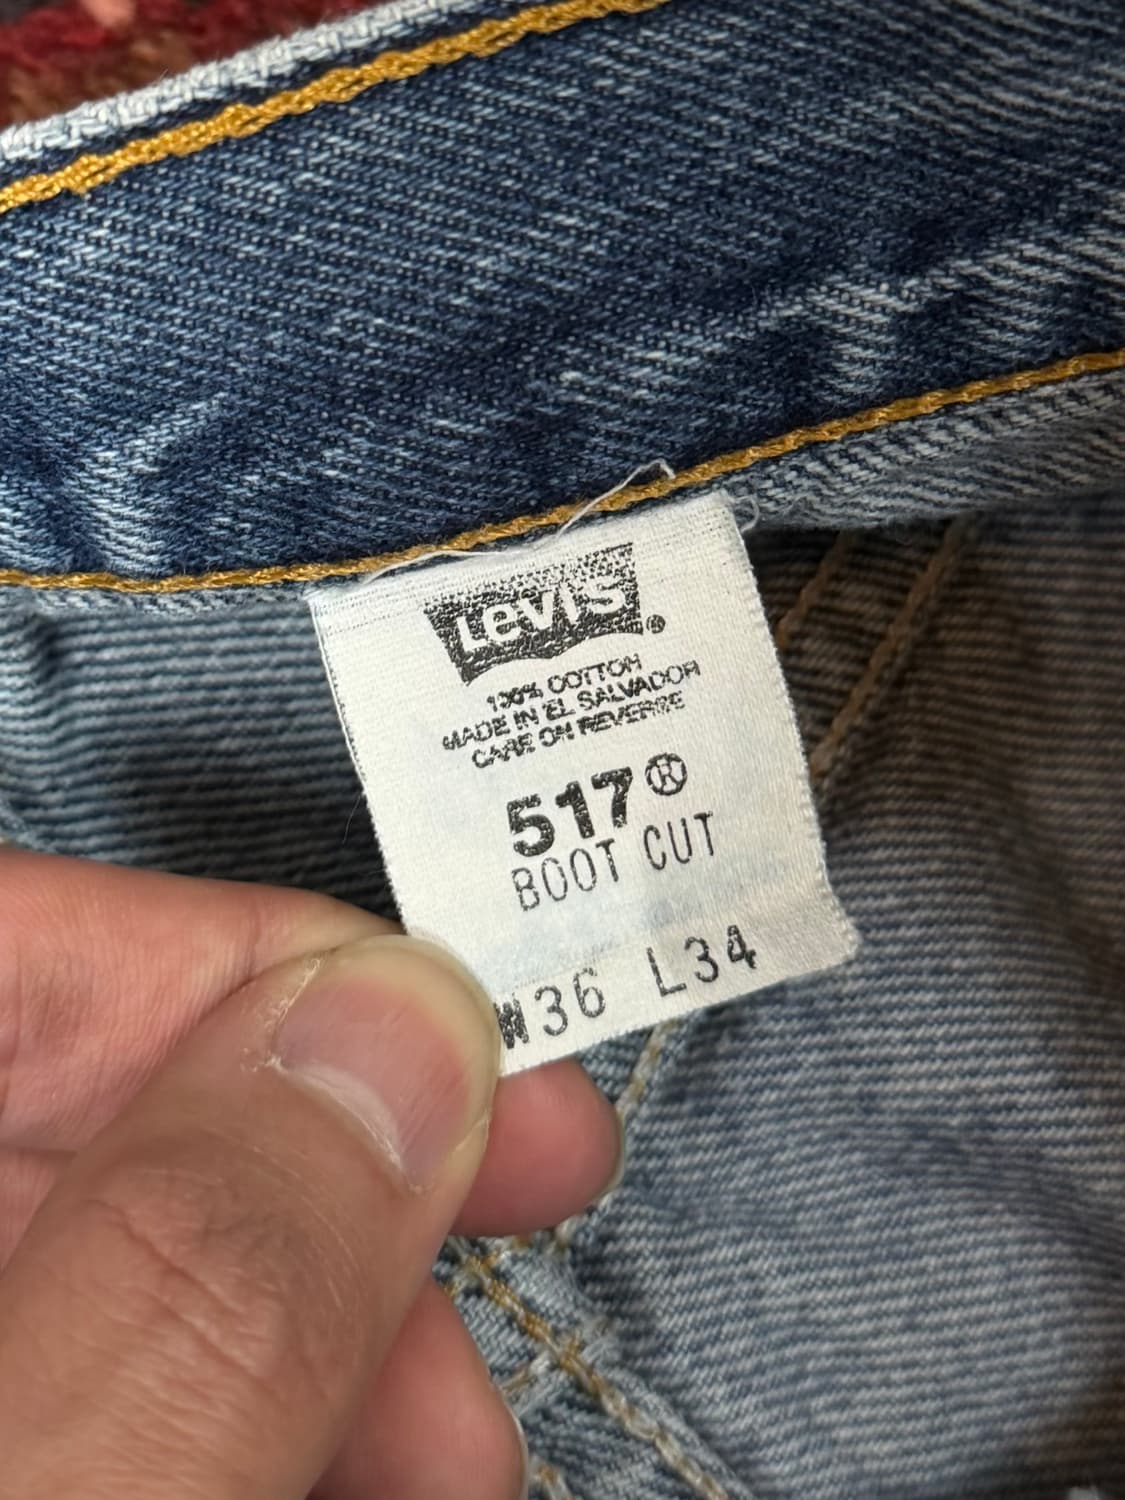 Levi's®
100% COTTON
MADE IN EL SALVADOR
CARE ON REVERSE
517®
BOOT CUT
W36 L34